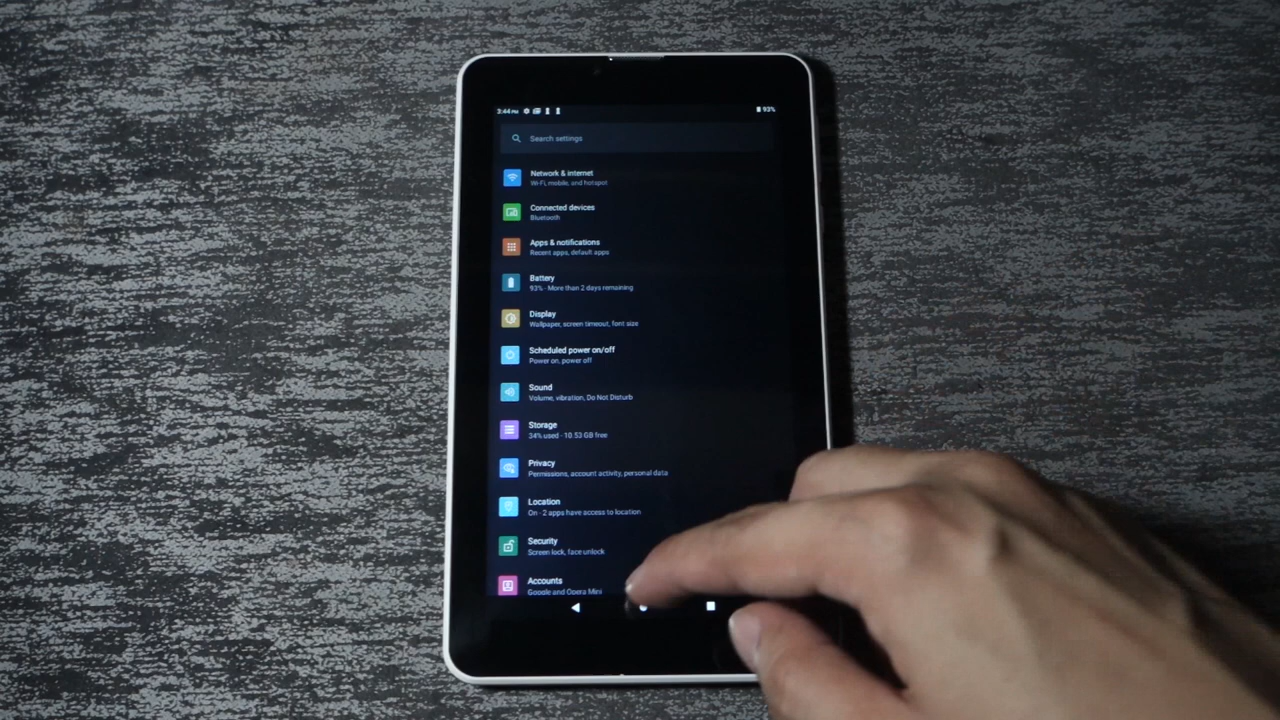 3:44 PM
93%
Search settings
Network & internet
Wi-Fi, mobile, and hotspot
Connected devices
Bluetooth
Apps & notifications
Recent apps, default apps
Battery
93% - More than 2 days remaining
Display
Wallpaper, screen timeout, font size
Scheduled power on/off
Power on, power off
Sound
Volume, vibration, Do Not Disturb
Storage
34% used - 10.53 GB free
Privacy
Permissions, account activity, personal data
Location
On - 2 apps have access to location
Security
Screen lock, face unlock
Accounts
Google and Opera Mini